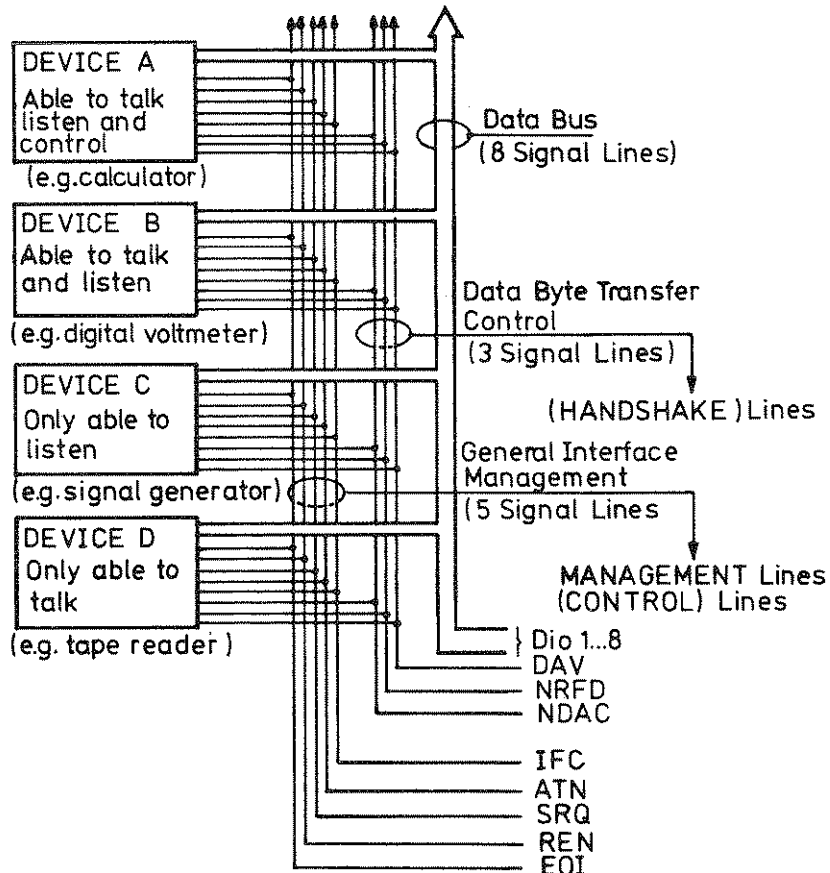 DEVICE A
Able to talk
listen and
control
(e.g.calculator)
Data Bus
(8 Signal Lines)
DEVICE B
Able to talk
and listen
(e.g. digital voltmeter)
Data Byte Transfer
Control
(3 Signal Lines)
(HANDSHAKE) Lines
DEVICE C
Only able to
listen
(e.g. signal generator)
General Interface
Management
(5 Signal Lines
MANAGEMENT Lines
(CONTROL) Lines
DEVICE D
Only able to
talk
(e.g. tape reader)
} Dio 1...8
DAV
NRFD
NDAC
IFC
ATN
SRQ
REN
EOI